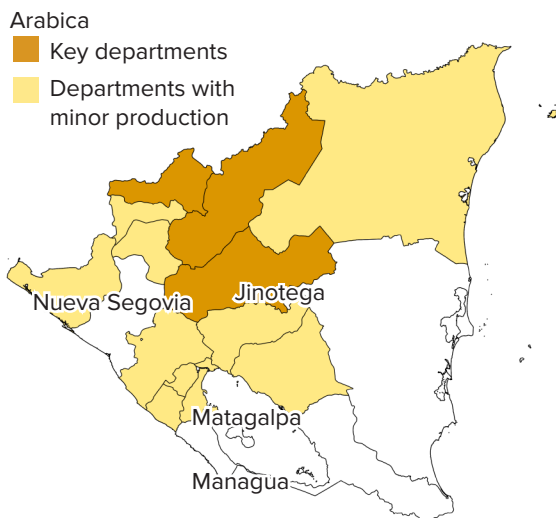 Arabica
Key departments
Departments with
minor production
Nueva Segovia
Jinotega
Matagalpa
Managua